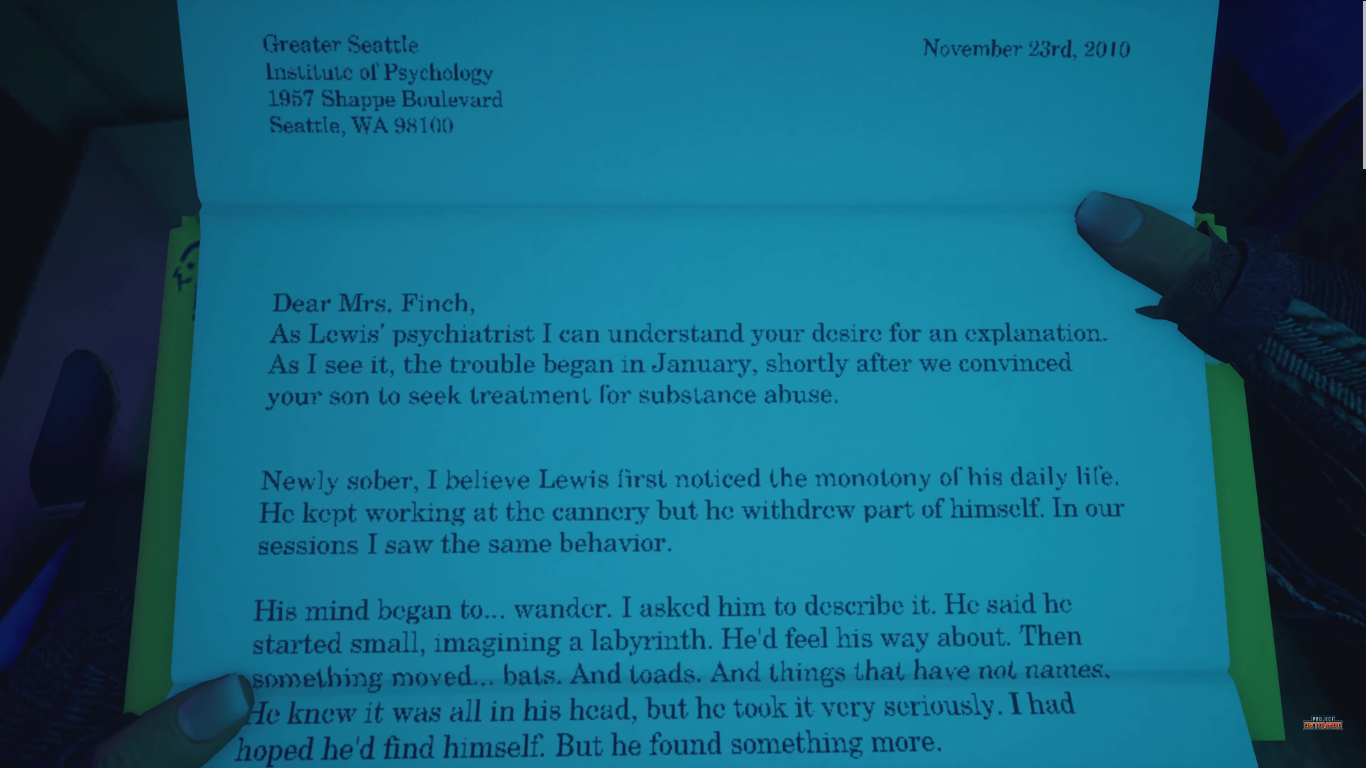 Greater Seattle
Institute of Psychology
1957 Shappe Boulevard
Seattle, WA 98100
November 23rd, 2010
Dear Mrs. Finch,
As Lewis' psychiatrist I can understand your desire for an explanation.
As I see it, the trouble began in January, shortly after we convinced
your son to seek treatment for substance abuse.
Newly sober, I believe Lewis first noticed the monotony of his daily life.
He kept working at the cannery but he withdrew part of himself. In our
sessions I saw the same behavior.
His mind began to... wander. I asked him to describe it. He said he
started small, imagining a labyrinth. He'd feel his way about. Then
something moved... bats. And toads. And things that have not names.
He knew it was all in his head, but he took it very seriously. I had
hoped he'd find himself. But he found something more.
PROJECT